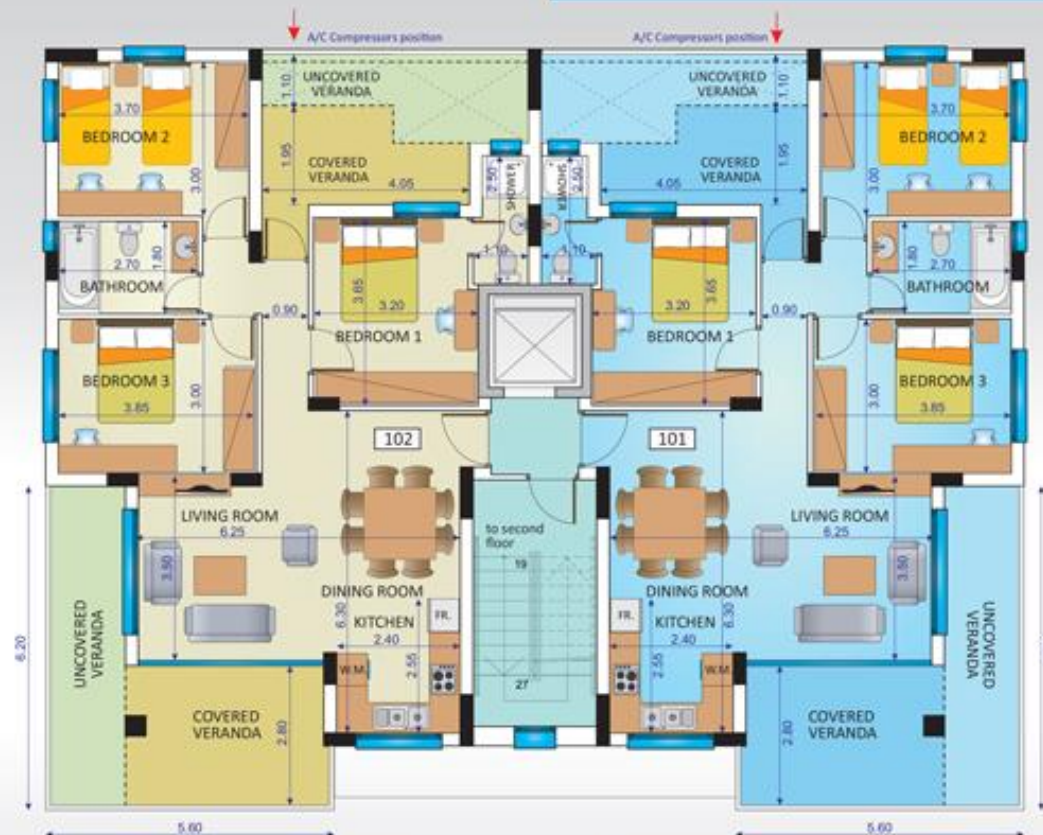 A/C Compressors position
A/C Compressors position
UNCOVERED
VERANDA
1.10
UNCOVERED
VERANDA
1.10
3.70
BEDROOM 2
3.00
COVERED
VERANDA
1.95
4.05
2.50
SHOWER
2.50
SHOWER
COVERED
VERANDA
1.95
4.05
3.70
BEDROOM 2
3.00
1.80
2.70
BATHROOM
1.10
1.10
1.80
2.70
BATHROOM
0.90
3.65
3.20
BEDROOM 1
3.65
3.20
BEDROOM 1
0.90
BEDROOM 3
3.85
3.00
BEDROOM 3
3.85
3.00
102
101
LIVING ROOM
6.25
3.50
to second
floor
19
27
LIVING ROOM
6.25
3.50
DINING ROOM
KITCHEN
2.40
6.30
2.55
FR.
W.M.
DINING ROOM
KITCHEN
2.40
6.30
2.55
FR.
W.M.
UNCOVERED
VERANDA
6.20
UNCOVERED
VERANDA
COVERED
VERANDA
2.80
COVERED
VERANDA
2.80
5.60
5.60